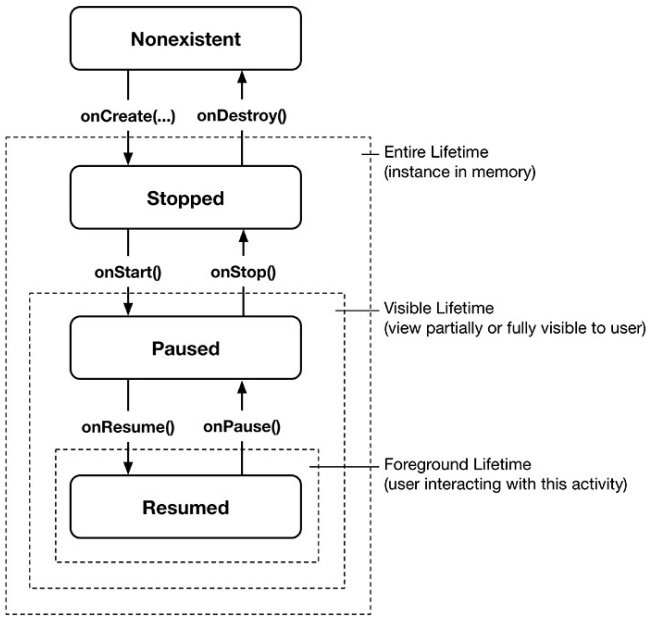 Nonexistent
onCreate(...)
onDestroy()
Entire Lifetime
(instance in memory)
Stopped
onStart()
onStop()
Visible Lifetime
(view partially or fully visible to user)
Paused
onResume()
onPause()
Foreground Lifetime
(user interacting with this activity)
Resumed